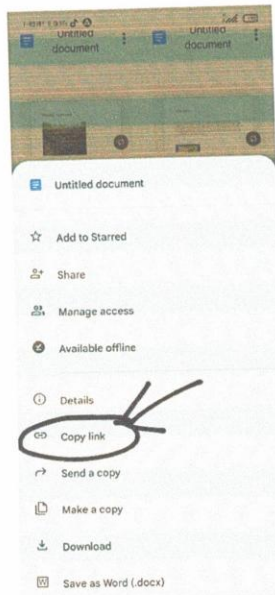 Untitled
document
Untitled
document
Untitled document
Add to Starred
Share
Manage access
Available offline
Details
Copy link
Send a copy
Make a copy
Download
Save as Word (.docx)